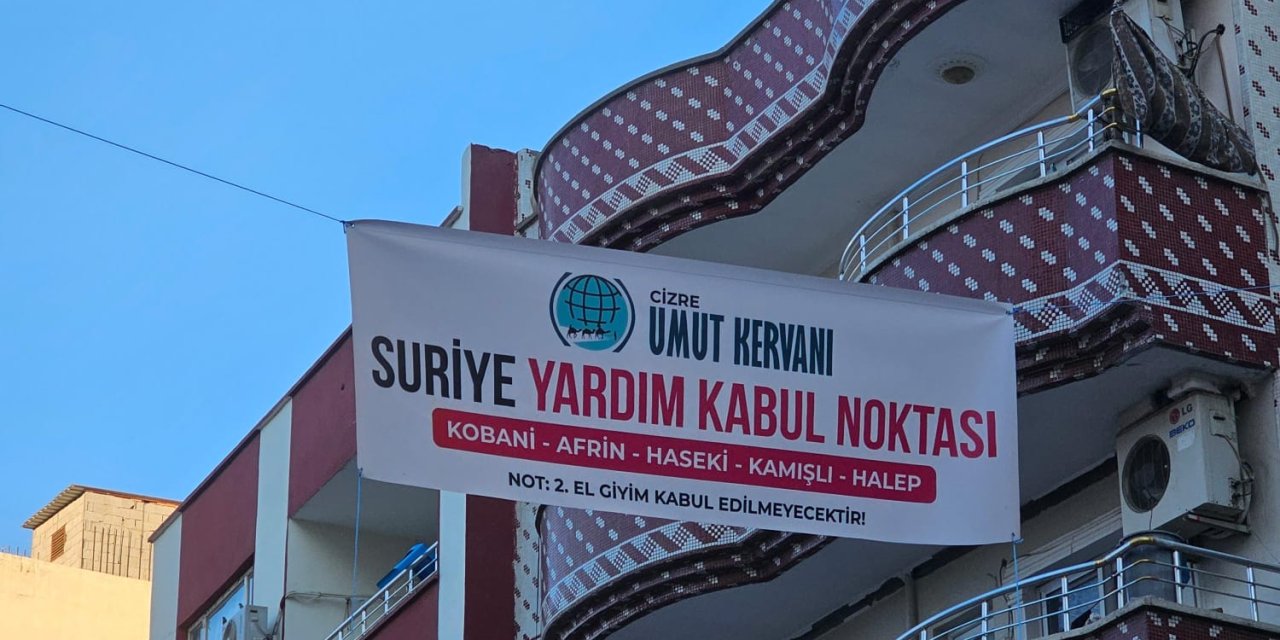 CİZRE
UMUT KERVANI
SURİYE YARDIM KABUL NOKTASI
KOBANİ - AFRİN - HASEKİ - KAMIŞLI - HALEP
NOT: 2. EL GİYİM KABUL EDİLMEYECEKTİR!
LG
BEKO